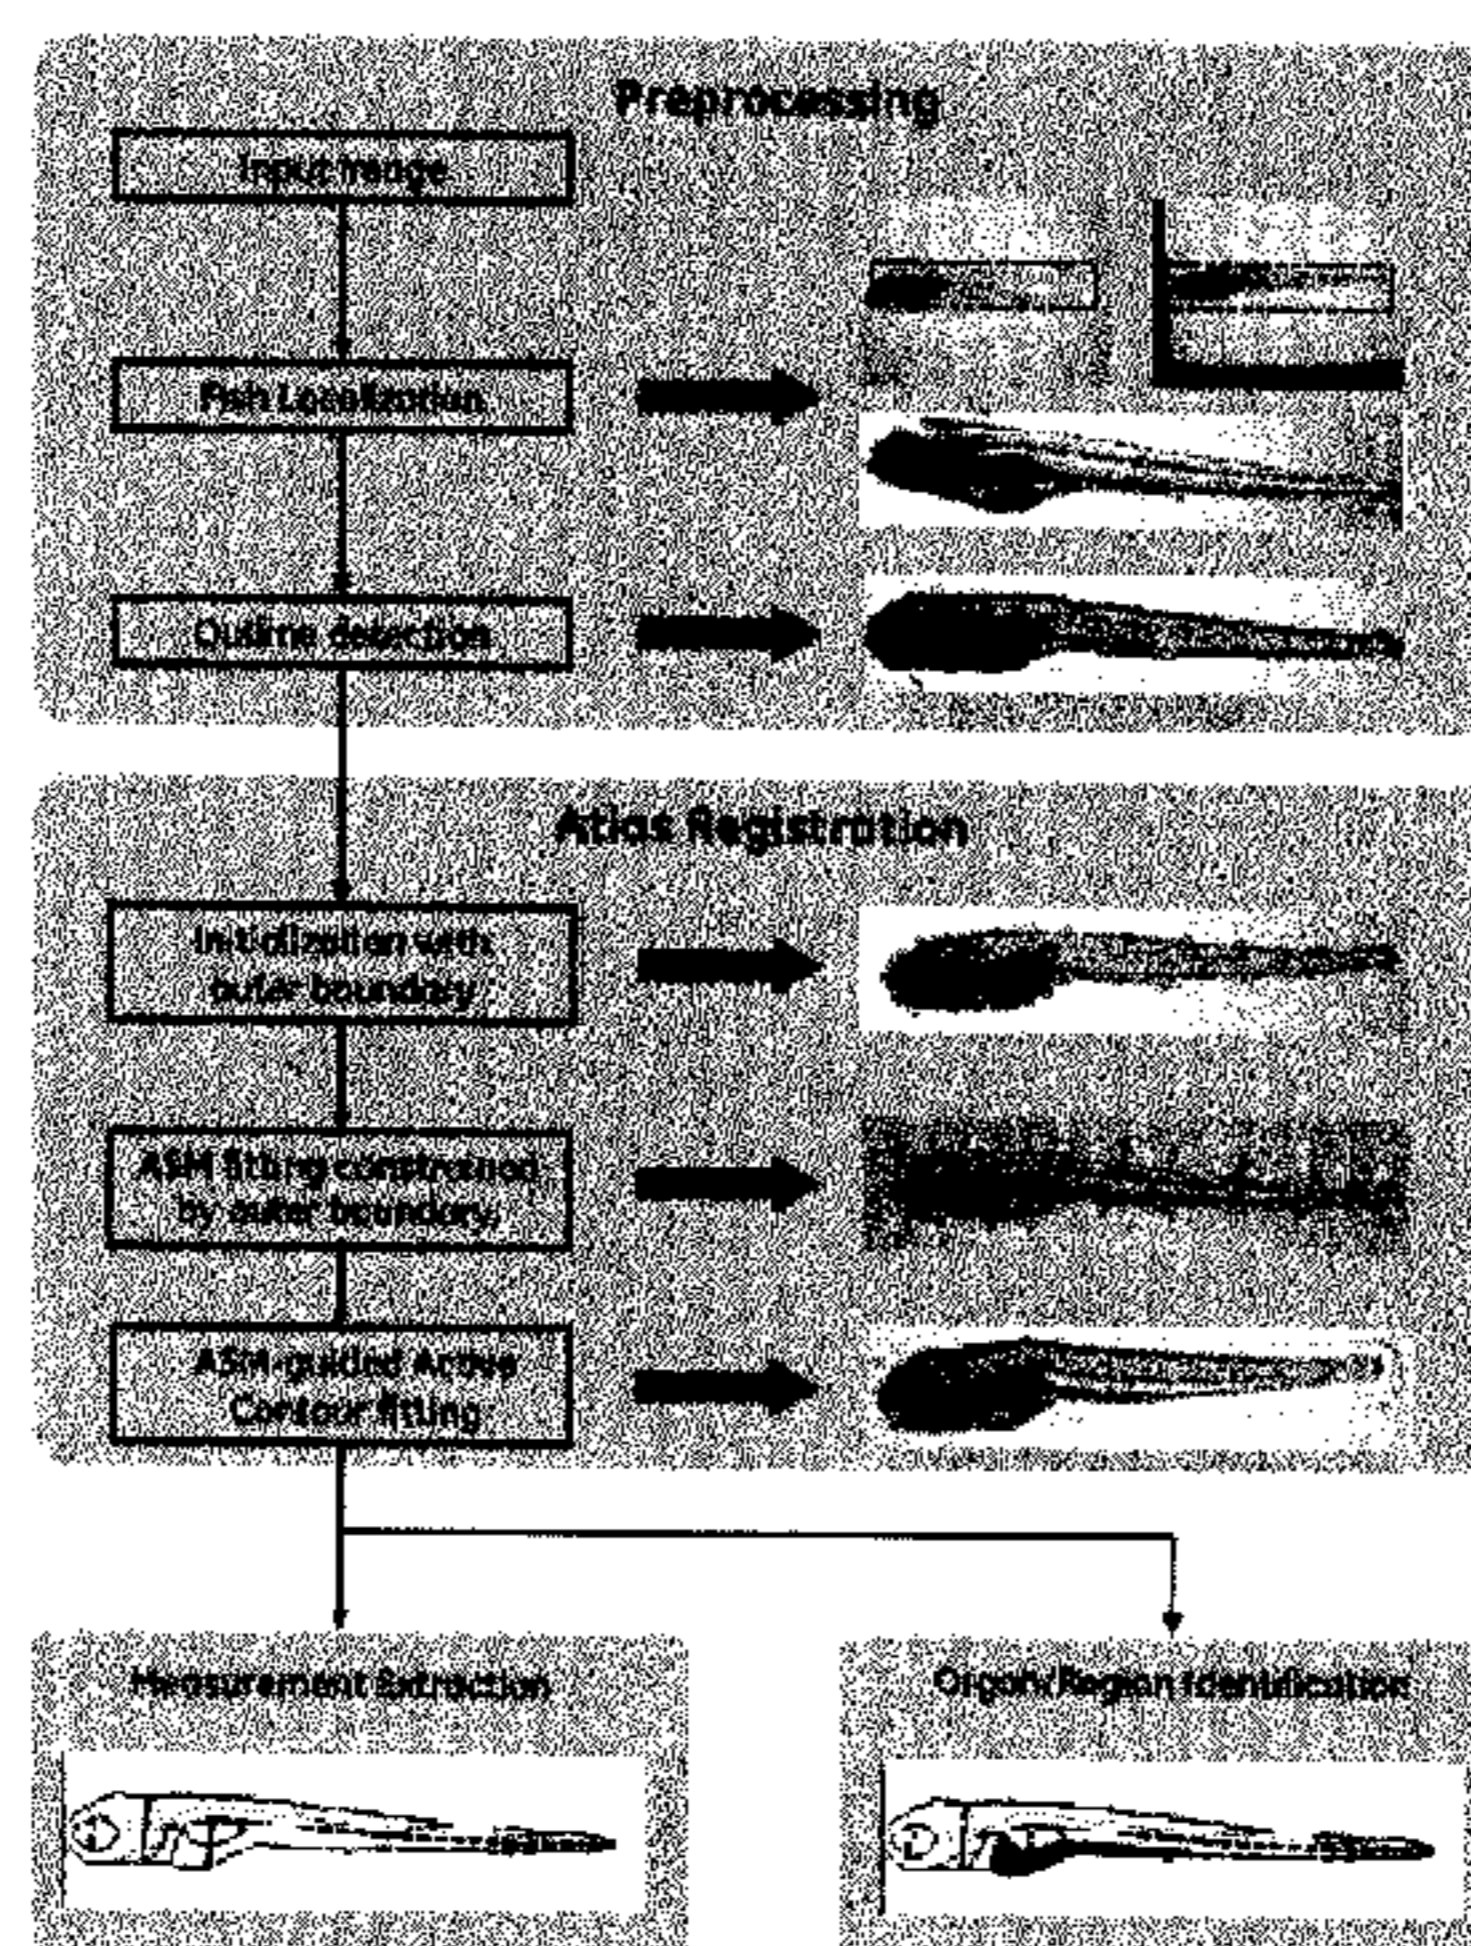 Preprocessing
Input Image
Fish Localization
Outline detection
Atlas Registration
Initialization with
outer boundary
ASM fitting constrained
by outer boundary
ASM-guided Active
Contour fitting
Measurement Extraction
Organ/Region Identification